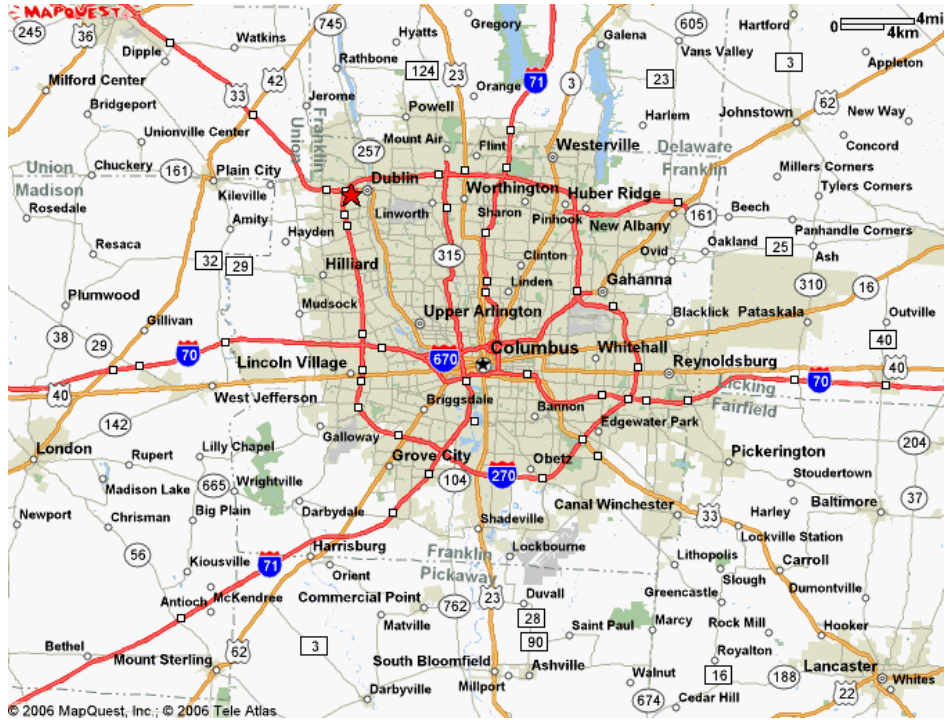 MAPQUEST
745
Gregory
605
Hartford
4mi
0
4km
245
36
Watkins
Hyatts
Galena
Vans Valley
Dipple
Rathbone
124
23
71
3
23
3
Appleton
Milford Center
42
Orange
62
33
Jerome
Powell
Harlem
Johnstown
New Way
Bridgeport
Unionville Center
Franklin
Union
257
Mount Air
Flint
Westerville
Delaware
Franklin
Concord
Union
Madison
Chuckery
161
Plain City
Kileville
Dublin
Worthington
Huber Ridge
Millers Corners
Tylers Corners
Rosedale
Amity
Linworth
Sharon
Pinhook
New Albany
161
Beech
Resaca
Hayden
315
Clinton
Ovid
Oakland
25
Panhandle Corners
Ash
32
29
Hilliard
Linden
Gahanna
310
16
Plumwood
Mudsock
Upper Arlington
Blacklick
Pataskala
Outville
38
29
Gillivan
40
70
Lincoln Village
670
Columbus
Whitehall
Reynoldsburg
40
40
West Jefferson
Briggsdale
Bannon
Licking
Fairfield
70
142
Galloway
Edgewater Park
204
London
Rupert
Lilly Chapel
Grove City
Obetz
Pickerington
Stoudertown
Madison Lake
665
Wrightville
104
270
Newport
Chrisman
Big Plain
Darbydale
Canal Winchester
33
Harley
Baltimore
37
Shadeville
Lockville Station
56
Kiousville
71
Harrisburg
Franklin
Pickaway
Lockbourne
Lithopolis
Carroll
Orient
Slough
Antioch
McKendree
Commercial Point
762
23
Duvall
Greencastle
Dumontville
Matville
28
90
Saint Paul
Marcy
Rock Mill
Hooker
Bethel
3
Royalton
Mount Sterling
62
South Bloomfield
Ashville
Walnut
16
188
Lancaster
Darbyville
Millport
674
Cedar Hill
22
Whites
© 2006 MapQuest, Inc.; © 2006 Tele Atlas